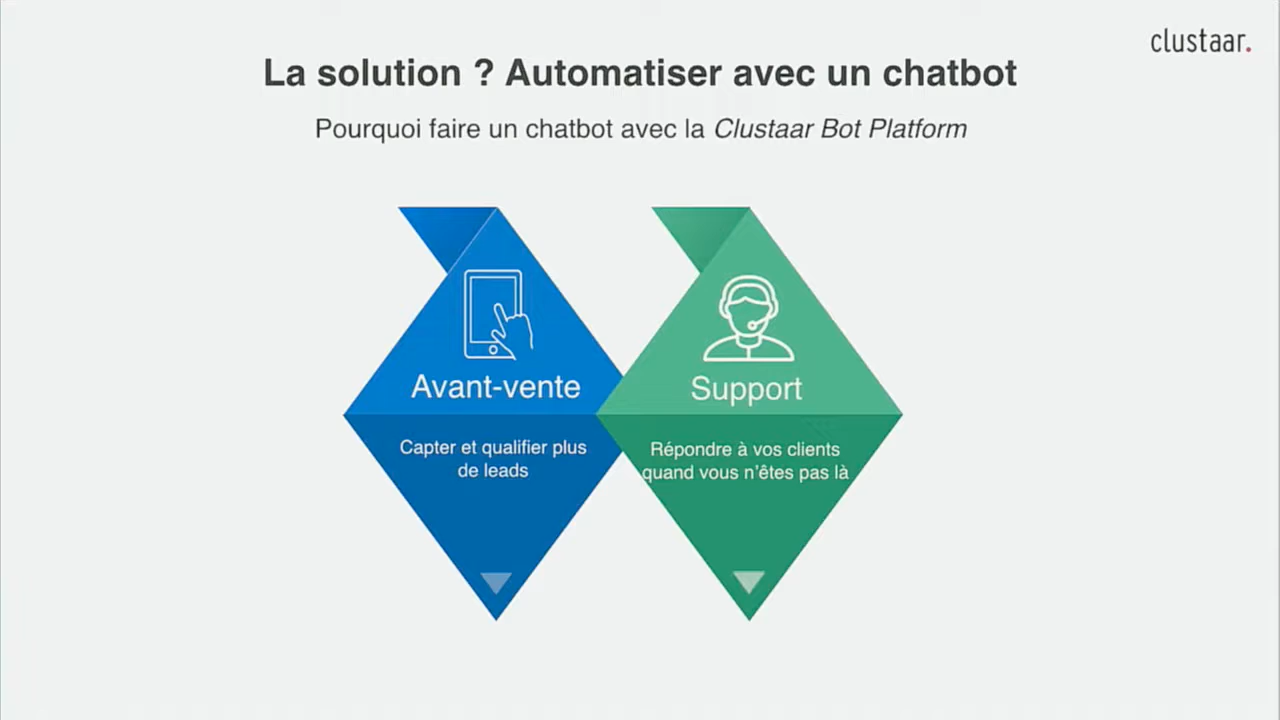 clustaar.
La solution ? Automatiser avec un chatbot
Pourquoi faire un chatbot avec la Clustaar Bot Platform
Avant-vente
Capter et qualifier plus
de leads
Support
Répondre à vos clients
quand vous n'êtes pas là